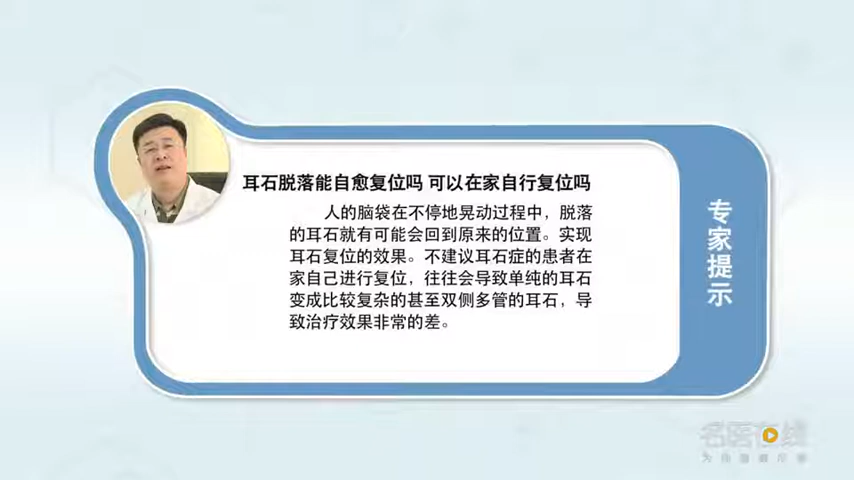 耳石脱落能自愈复位吗 可以在家自行复位吗
人的脑袋在不停地晃动过程中，脱落
的耳石就有可能会回到原来的位置。实现
耳石复位的效果。不建议耳石症的患者在
家自己进行复位，往往会导致单纯的耳石
变成比较复杂的甚至双侧多管的耳石，导
致治疗效果非常的差。
专家提示
名医在线